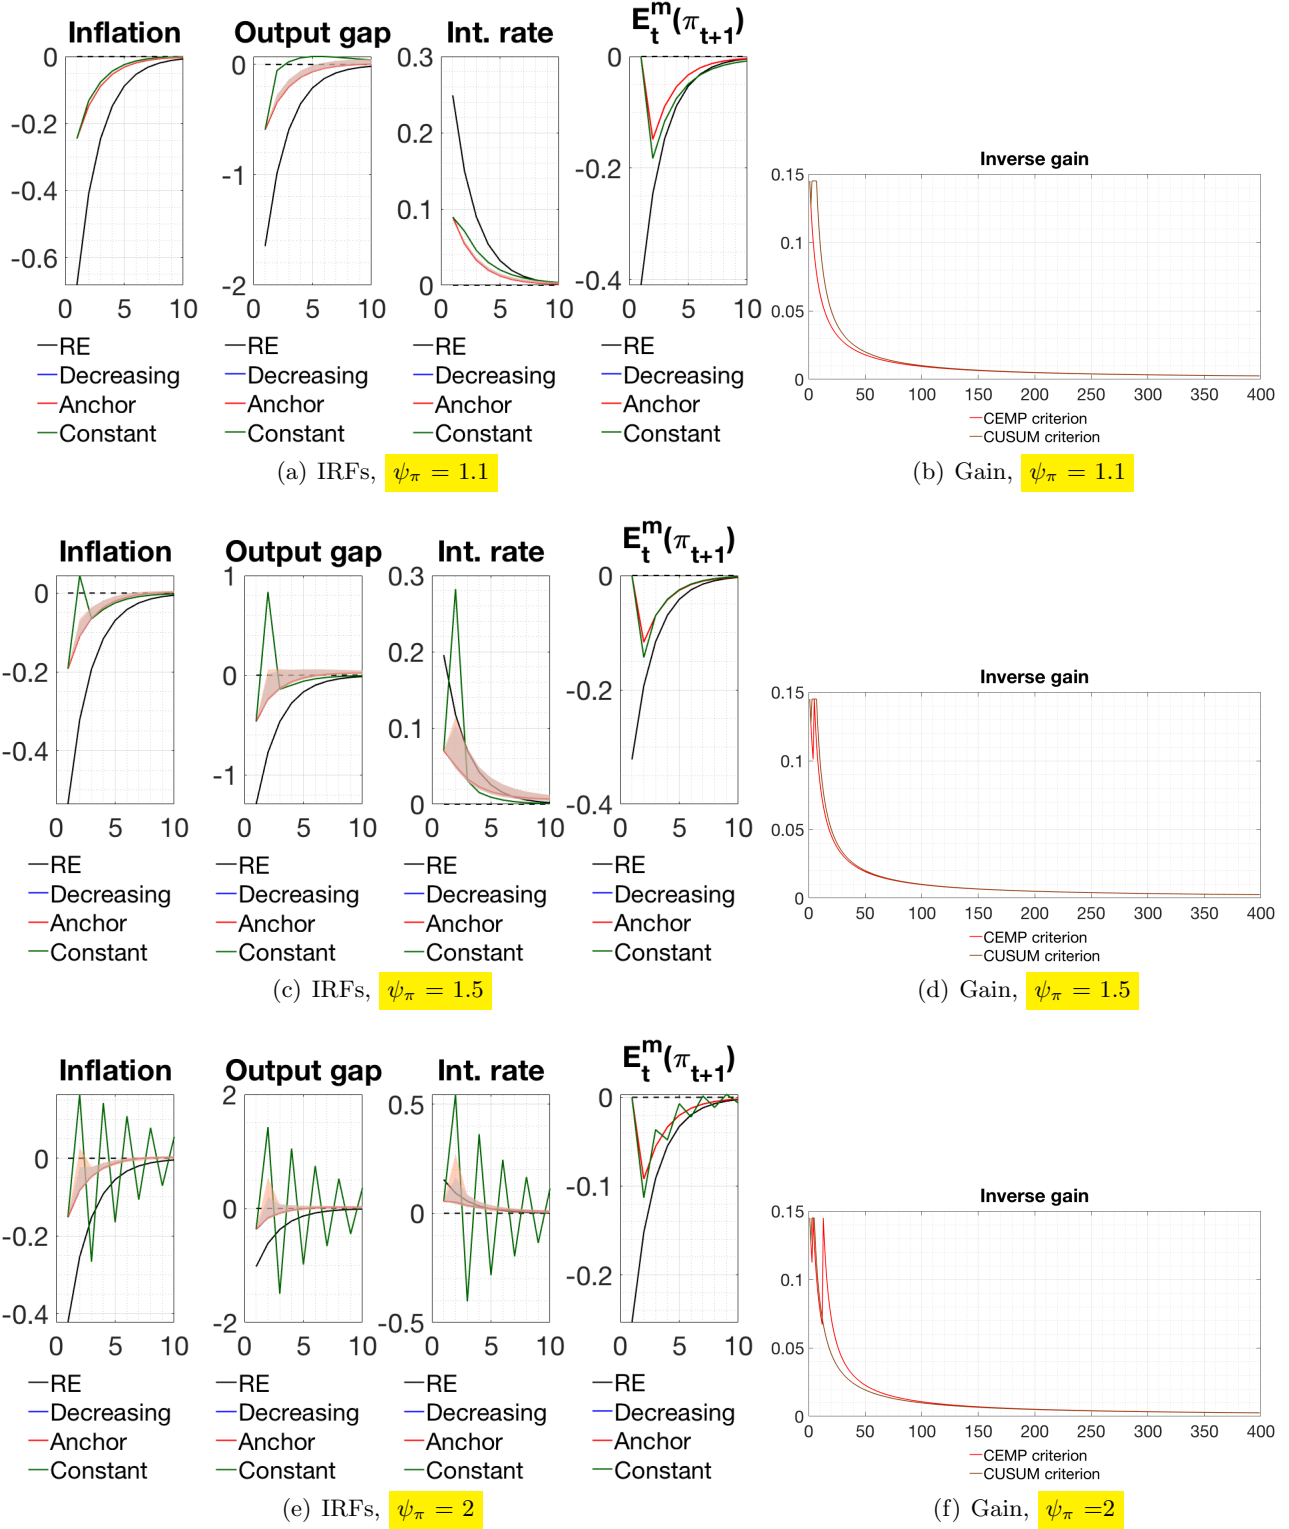 Inflation Output gap Int. rate E_t^m(π_{t+1})
0 0 0.3 0
-0.2 0.2 Inverse gain
-0.4 -1 0.1 -0.2 0.15
-0.6 0.1
-2 0 -0.4 0.05
0 5 10 0 5 10 0 5 10 0 5 10 0
RE RE RE RE 0 50 100 150 200 250 300 350 400
Decreasing Decreasing Decreasing Decreasing
Anchor Anchor Anchor Anchor CEMP criterion
Constant Constant Constant Constant CUSUM criterion
(a) IRFs, ψπ = 1.1 (b) Gain, ψπ = 1.1
Inflation Output gap Int. rate E_t^m(π_{t+1})
0 1 0.3 0
-0.2 0 0.2 -0.2 Inverse gain
-0.4 -1 0.1 0.15
0 -0.4 0.1
0 5 10 0 5 10 0 5 10 0 5 10 0.05
RE RE RE RE 0
Decreasing Decreasing Decreasing Decreasing 0 50 100 150 200 250 300 350 400
Anchor Anchor Anchor Anchor CEMP criterion
Constant Constant Constant Constant CUSUM criterion
(c) IRFs, ψπ = 1.5 (d) Gain, ψπ = 1.5
Inflation Output gap Int. rate E_t^m(π_{t+1})
0 2 0.5 0
-0.2 0 0 -0.1 Inverse gain
-0.4 -2 -0.5 -0.2 0.15
0 5 10 0 5 10 0 5 10 0 5 10 0.1
RE RE RE RE 0.05
Decreasing Decreasing Decreasing Decreasing 0
Anchor Anchor Anchor Anchor 0 50 100 150 200 250 300 350 400
Constant Constant Constant Constant CEMP criterion
CUSUM criterion
(e) IRFs, ψπ = 2 (f) Gain, ψπ =2